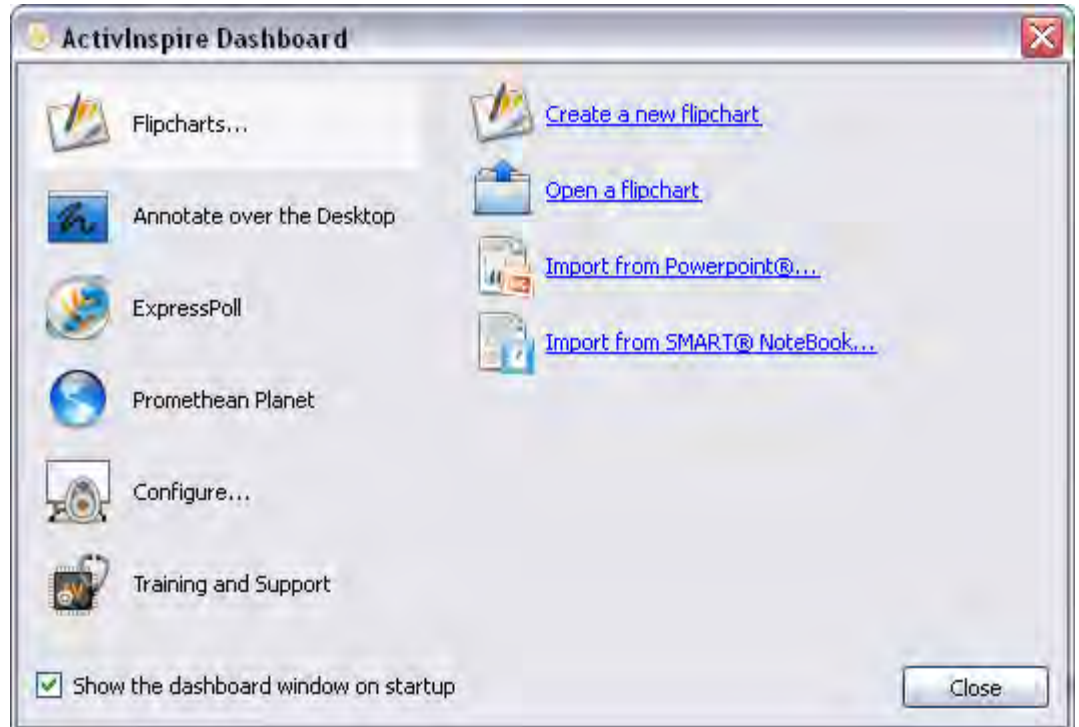 ActivInspire Dashboard
Flipcharts...
Annotate over the Desktop
ExpressPoll
Promethean Planet
Configure...
Training and Support
Create a new flipchart
Open a flipchart
Import from Powerpoint®...
Import from SMART® NoteBook...
Show the dashboard window on startup
Close